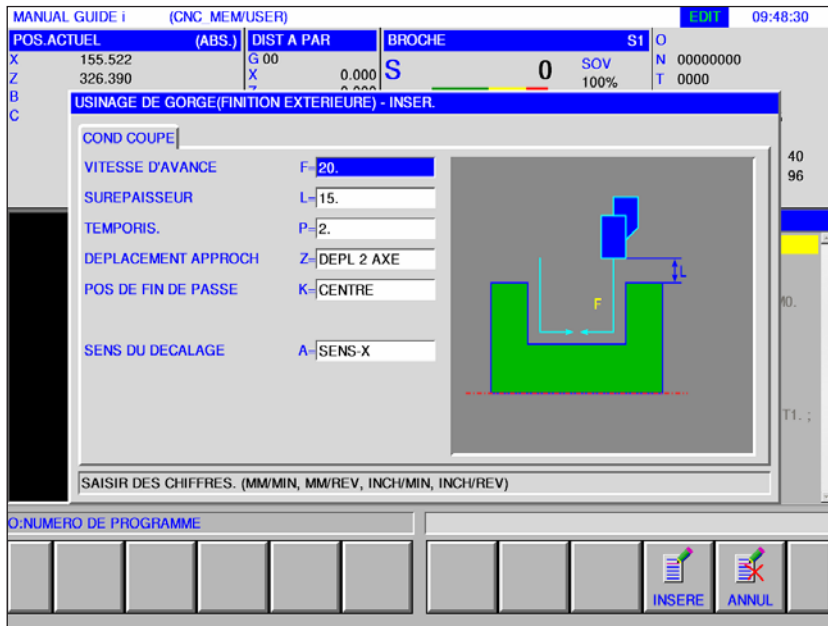 MANUAL GUIDE i (CNC_MEM/USER) EDIT 09:48:30
POS.ACTUEL (ABS.) DIST A PAR BROCHE S1 O
X 155.522 G 00 N 00000000
Z 326.390 X 0.000 S 0 SOV 100% T 0000
B
C
USINAGE DE GORGE(FINITION EXTERIEURE) - INSER.
COND COUPE
VITESSE D'AVANCE F= 20.
SUREPAISSEUR L= 15.
TEMPORIS. P= 2.
DEPLACEMENT APPROCH Z= DEPL 2 AXE
POS DE FIN DE PASSE K= CENTRE
SENS DU DECALAGE A= SENS-X
L
F
40
96
M0.
T1. ;
SAISIR DES CHIFFRES. (MM/MIN, MM/REV, INCH/MIN, INCH/REV)
O:NUMERO DE PROGRAMME
INSERE ANNUL